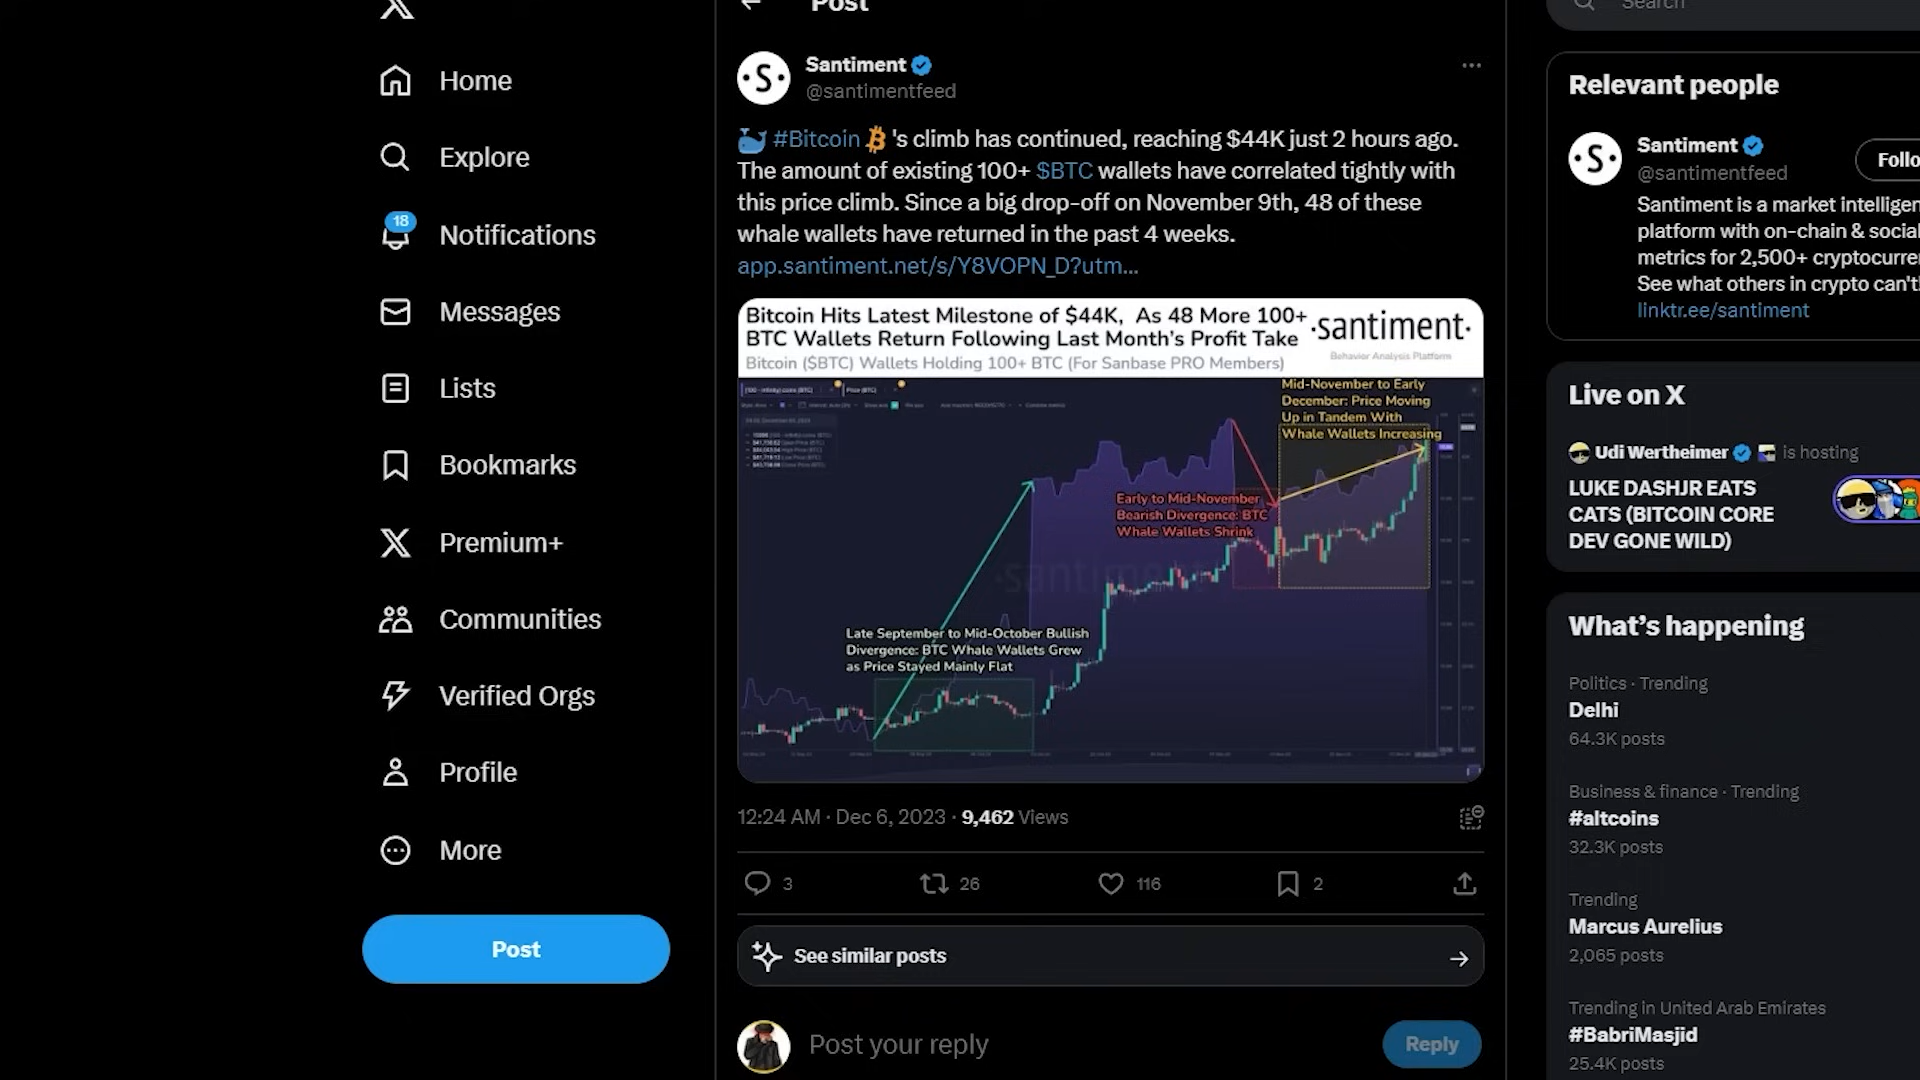 Post
Search
Home
Explore
18
Notifications
Messages
Lists
Bookmarks
Premium+
Communities
Verified Orgs
Profile
More
Post
·S·
Santiment
@santimentfeed
#Bitcoin 's climb has continued, reaching $44K just 2 hours ago.
The amount of existing 100+ $BTC wallets have correlated tightly with
this price climb. Since a big drop-off on November 9th, 48 of these
whale wallets have returned in the past 4 weeks.
app.santiment.net/s/Y8VOPN_D?utm...
Bitcoin Hits Latest Milestone of $44K, As 48 More 100+
BTC Wallets Return Following Last Month's Profit Take
Bitcoin ($BTC) Wallets Holding 100+ BTC (For Sanbase PRO Members)
·santiment·
Behavior Analysis Platform
Mid-November to Early
December: Price Moving
Up in Tandem With
Whale Wallets Increasing
Early to Mid-November
Bearish Divergence: BTC
Whale Wallets Shrink
·santiment·
Late September to Mid-October Bullish
Divergence: BTC Whale Wallets Grew
as Price Stayed Mainly Flat
12:24 AM · Dec 6, 2023 · 9,462 Views
3
26
116
2
See similar posts
Post your reply
Reply
Relevant people
·S·
Santiment
Follo
@santimentfeed
Santiment is a market intelligen
platform with on-chain & social
metrics for 2,500+ cryptocurre
See what others in crypto can't!
linktr.ee/santiment
Live on X
Udi Wertheimer is hosting
LUKE DASHJR EATS
CATS (BITCOIN CORE
DEV GONE WILD)
What's happening
Politics · Trending
Delhi
64.3K posts
Business & finance · Trending
#altcoins
32.3K posts
Trending
Marcus Aurelius
2,065 posts
Trending in United Arab Emirates
#BabriMasjid
25.4K posts